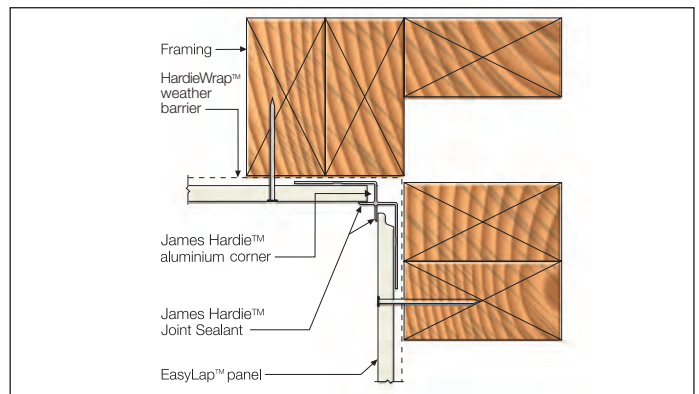 Framing
HardieWrap™
weather
barrier
James Hardie™
aluminium corner
James Hardie™
Joint Sealant
EasyLap™ panel